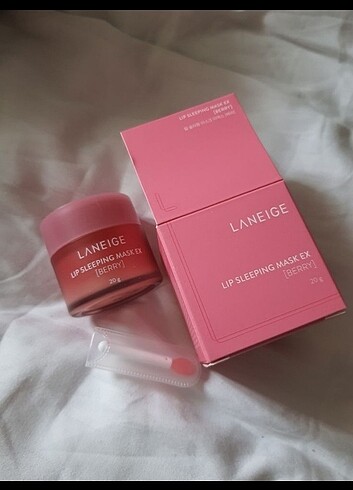 LANEIGE
LIP SLEEPING MASK EX
[BERRY]
20 g
LANEIGE
LIP SLEEPING MASK EX
[BERRY]
20 g
LIP SLEEPING MASK EX
[BERRY]